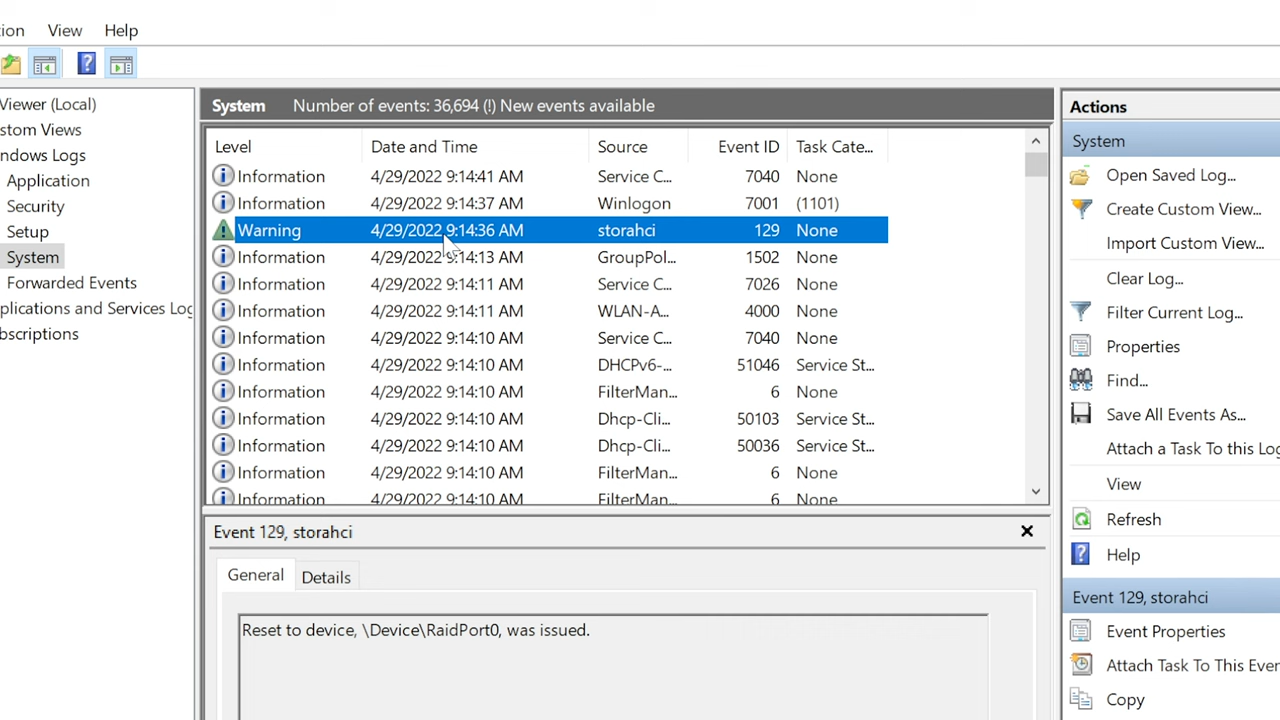 ion View Help
Viewer (Local)
stom Views
ndows Logs
Application
Security
Setup
System
Forwarded Events
plications and Services Log
bscriptions
System Number of events: 36,694 (!) New events available
Level Date and Time Source Event ID Task Cate...
Information 4/29/2022 9:14:41 AM Service C... 7040 None
Information 4/29/2022 9:14:37 AM Winlogon 7001 (1101)
Warning 4/29/2022 9:14:36 AM storahci 129 None
Information 4/29/2022 9:14:13 AM GroupPol... 1502 None
Information 4/29/2022 9:14:11 AM Service C... 7026 None
Information 4/29/2022 9:14:11 AM WLAN-A... 4000 None
Information 4/29/2022 9:14:10 AM Service C... 7040 None
Information 4/29/2022 9:14:10 AM DHCPv6-... 51046 Service St...
Information 4/29/2022 9:14:10 AM FilterMan... 6 None
Information 4/29/2022 9:14:10 AM Dhcp-Cli... 50103 Service St...
Information 4/29/2022 9:14:10 AM Dhcp-Cli... 50036 Service St...
Information 4/29/2022 9:14:10 AM FilterMan... 6 None
Information 4/29/2022 9:14:10 AM FilterMan... 6 None
Event 129, storahci
General Details
Reset to device, \Device\RaidPort0, was issued.
Actions
System
Open Saved Log...
Create Custom View...
Import Custom View...
Clear Log...
Filter Current Log...
Properties
Find...
Save All Events As...
Attach a Task To this Log
View
Refresh
Help
Event 129, storahci
Event Properties
Attach Task To This Ever
Copy